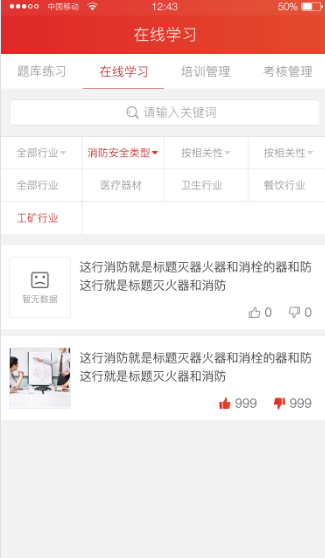 中国移动 12:43 50%
在线学习
题库练习 在线学习 培训管理 考核管理
请输入关键词
全部行业 消防安全类型 按相关性 按相关性
全部行业 医疗器材 卫生行业 餐饮行业
工矿行业
这行消防就是标题灭器火器和消栓的器和防
这行就是标题灭火器和消防
暂无数据
0 0
这行消防就是标题灭器火器和消栓的器和防
这行就是标题灭火器和消防
999 999